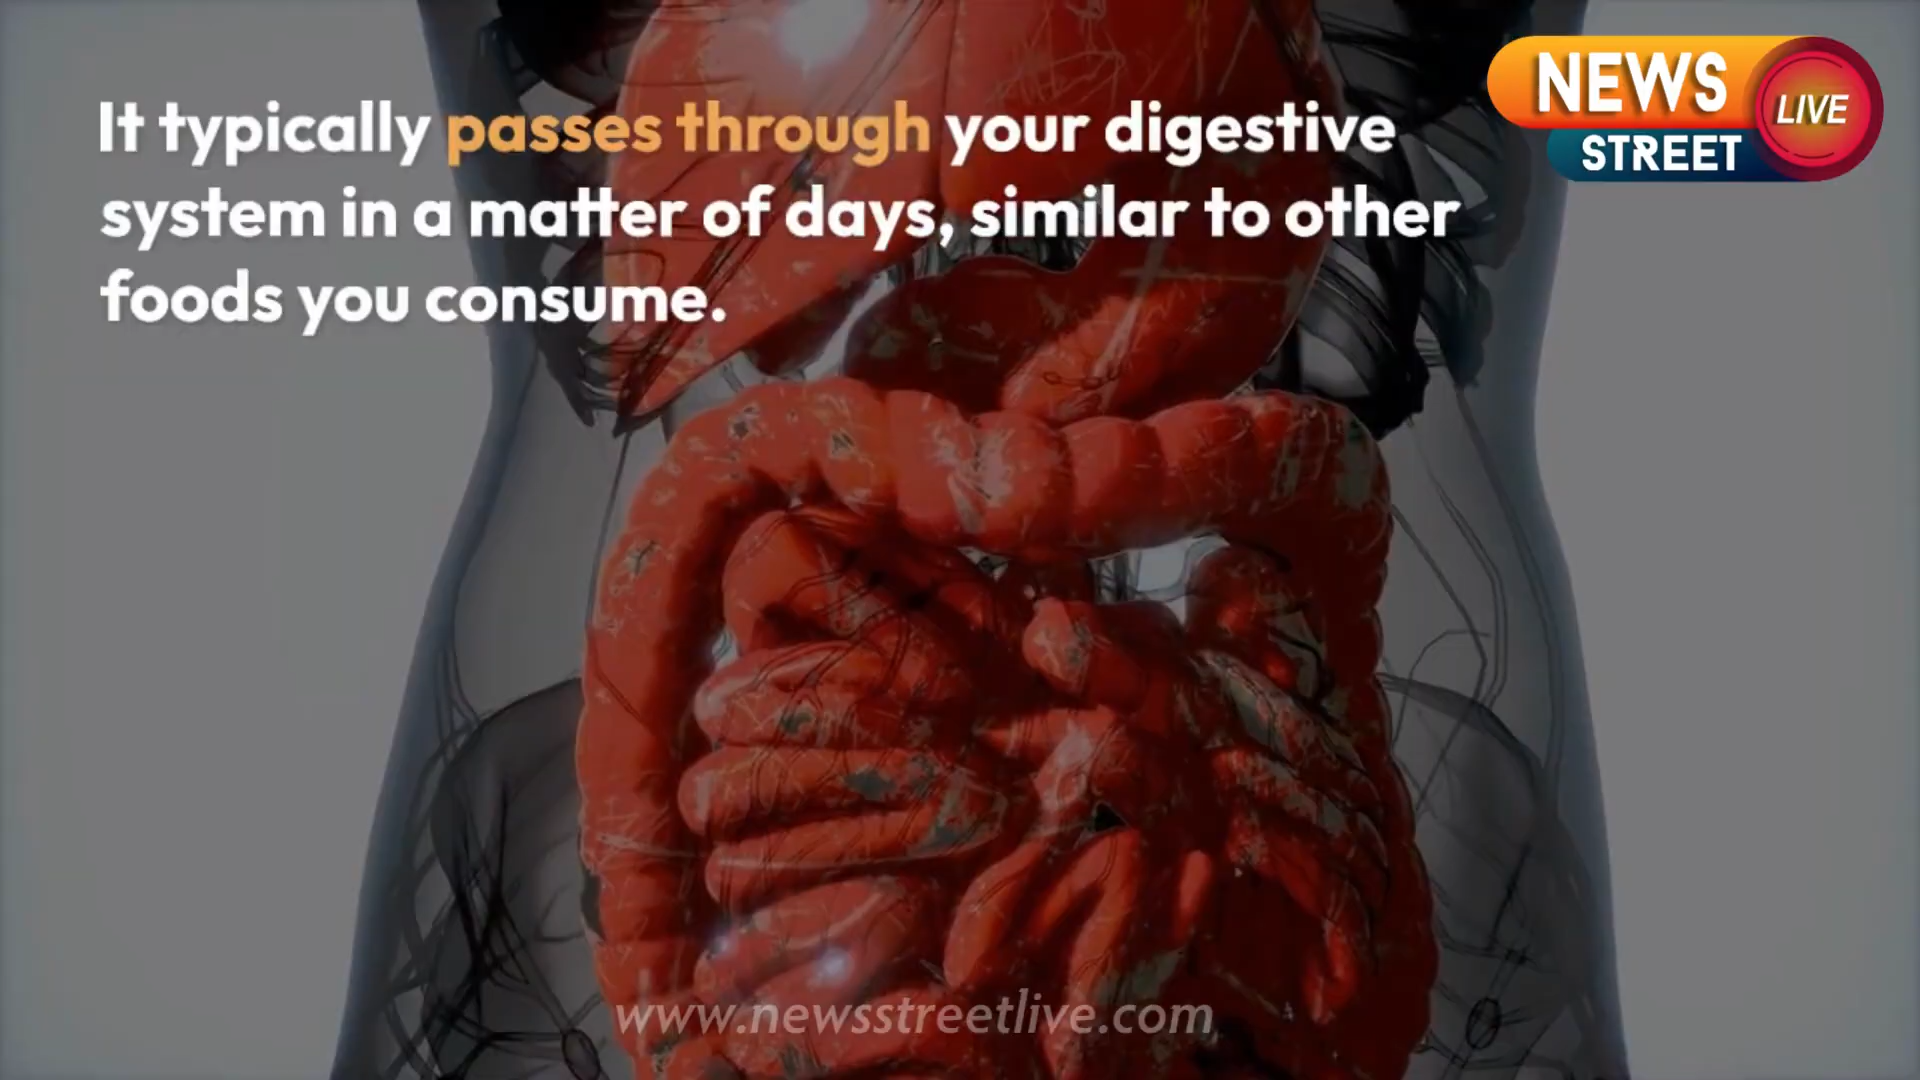 It typically passes through your digestive
system in a matter of days, similar to other
foods you consume.
NEWS
STREET
LIVE
www.newsstreetlive.com